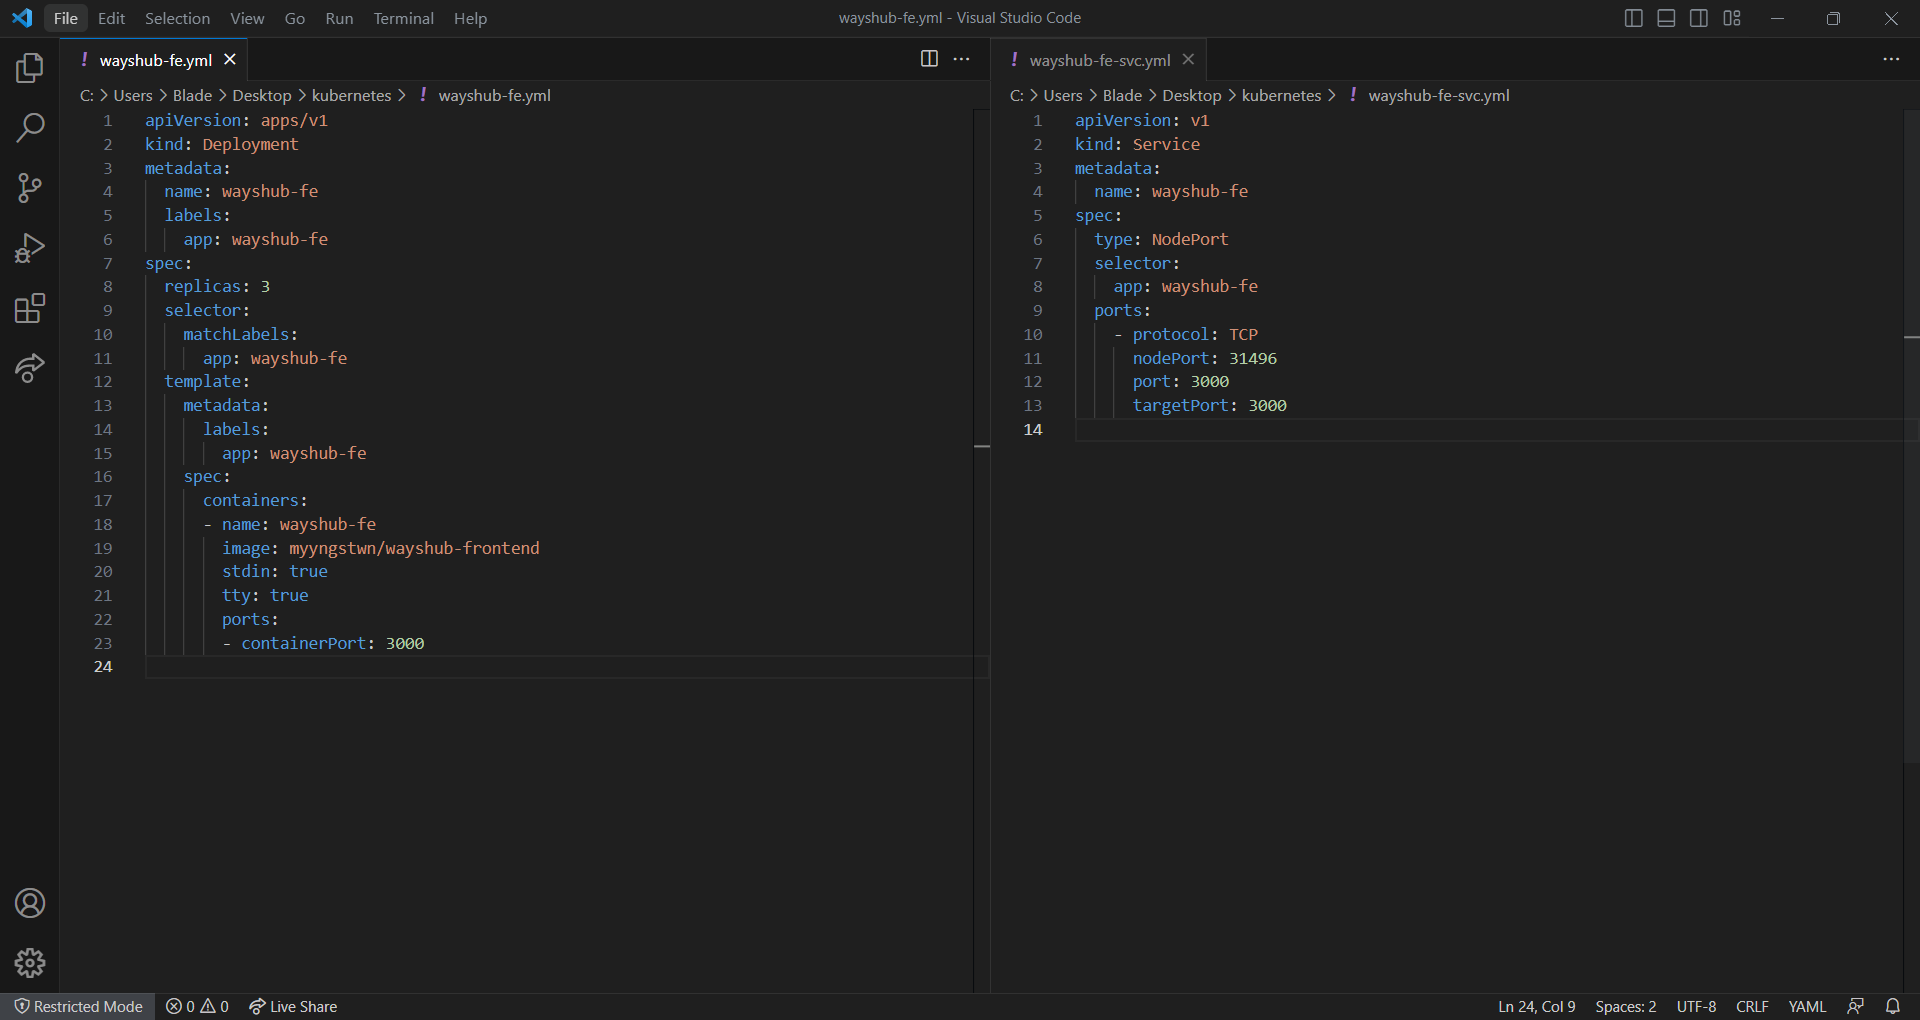 File Edit Selection View Go Run Terminal Help
wayshub-fe.yml - Visual Studio Code
! wayshub-fe.yml
C: > Users > Blade > Desktop > kubernetes > ! wayshub-fe.yml
1 apiVersion: apps/v1
2 kind: Deployment
3 metadata:
4   name: wayshub-fe
5   labels:
6     app: wayshub-fe
7 spec:
8   replicas: 3
9   selector:
10     matchLabels:
11       app: wayshub-fe
12   template:
13     metadata:
14       labels:
15         app: wayshub-fe
16     spec:
17       containers:
18       - name: wayshub-fe
19         image: myyngstwn/wayshub-frontend
20         stdin: true
21         tty: true
22         ports:
23         - containerPort: 3000
24
! wayshub-fe-svc.yml
C: > Users > Blade > Desktop > kubernetes > ! wayshub-fe-svc.yml
1 apiVersion: v1
2 kind: Service
3 metadata:
4   name: wayshub-fe
5 spec:
6   type: NodePort
7   selector:
8     app: wayshub-fe
9   ports:
10     - protocol: TCP
11       nodePort: 31496
12       port: 3000
13       targetPort: 3000
14
Restricted Mode 0 0 Live Share
Ln 24, Col 9 Spaces: 2 UTF-8 CRLF YAML